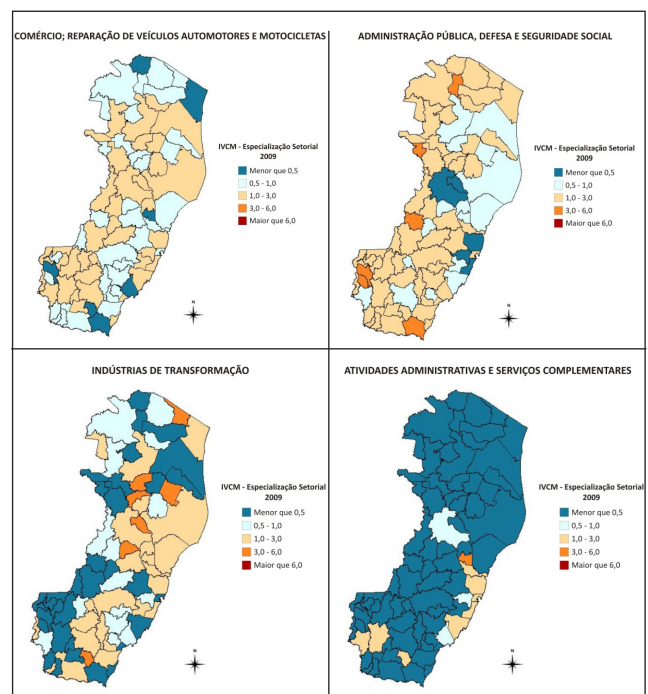 COMÉRCIO; REPARAÇÃO DE VEÍCULOS AUTOMOTORES E MOTOCICLETAS
IVCM - Especialização Setorial
2009
Menor que 0,5
0,5 - 1,0
1,0 - 3,0
3,0 - 6,0
Maior que 6,0
N
ADMINISTRAÇÃO PÚBLICA, DEFESA E SEGURIDADE SOCIAL
IVCM - Especialização Setorial
2009
Menor que 0,5
0,5 - 1,0
1,0 - 3,0
3,0 - 6,0
Maior que 6,0
N
INDÚSTRIAS DE TRANSFORMAÇÃO
IVCM - Especialização Setorial
2009
Menor que 0,5
0,5 - 1,0
1,0 - 3,0
3,0 - 6,0
Maior que 6,0
N
ATIVIDADES ADMINISTRATIVAS E SERVIÇOS COMPLEMENTARES
IVCM - Especialização Setorial
2009
Menor que 0,5
0,5 - 1,0
1,0 - 3,0
3,0 - 6,0
Maior que 6,0
N